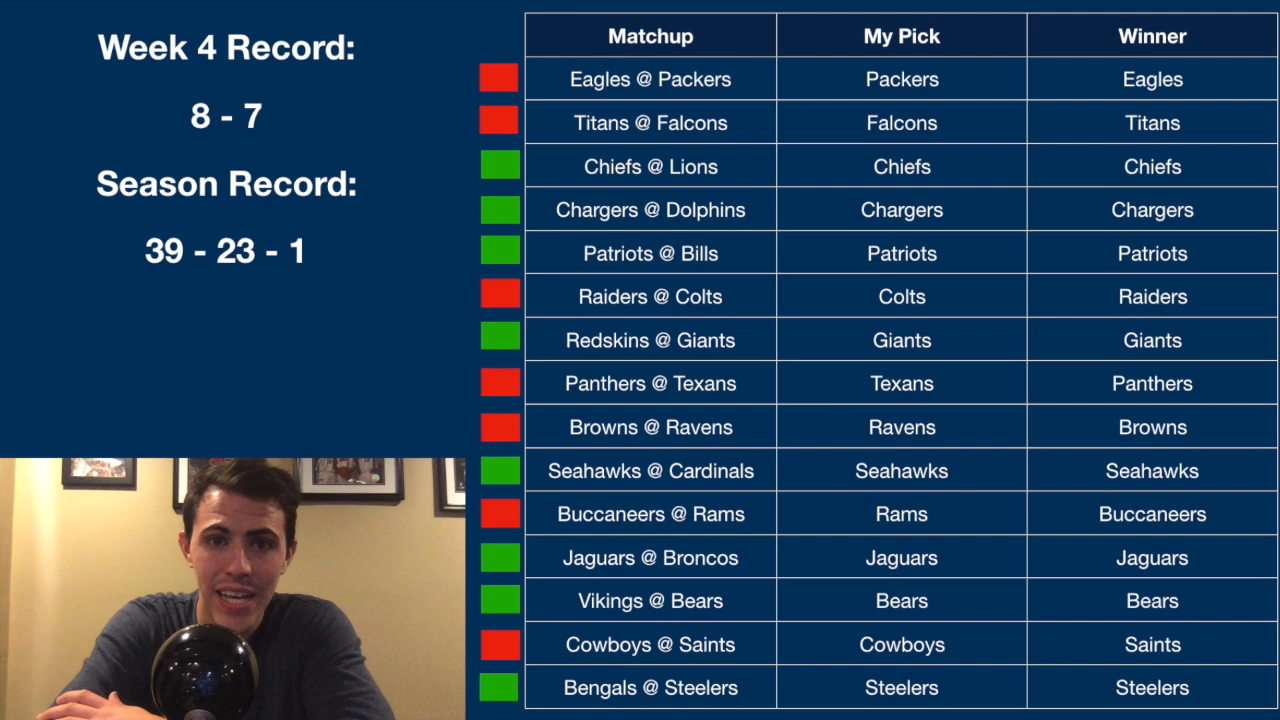 Week 4 Record:
8 - 7
Season Record:
39 - 23 - 1
Matchup My Pick Winner
Eagles @ Packers Packers Eagles
Titans @ Falcons Falcons Titans
Chiefs @ Lions Chiefs Chiefs
Chargers @ Dolphins Chargers Chargers
Patriots @ Bills Patriots Patriots
Raiders @ Colts Colts Raiders
Redskins @ Giants Giants Giants
Panthers @ Texans Texans Panthers
Browns @ Ravens Ravens Browns
Seahawks @ Cardinals Seahawks Seahawks
Buccaneers @ Rams Rams Buccaneers
Jaguars @ Broncos Jaguars Jaguars
Vikings @ Bears Bears Bears
Cowboys @ Saints Cowboys Saints
Bengals @ Steelers Steelers Steelers